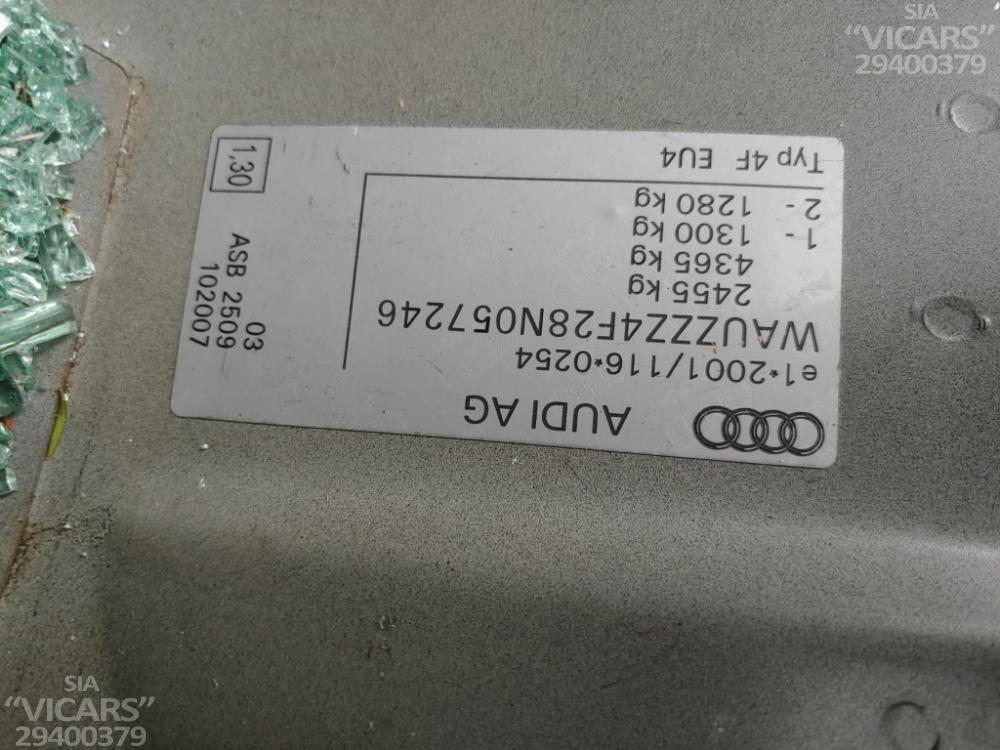 SIA
“VICARS”
29400379
AUDI AG
e1*2001/116*0254
WAUZZZ4F28N057246
2455 kg
4365 kg
1- 1300 kg
2- 1280 kg
Typ 4F EU4
1,30
03
ASB 2509
102007
SIA
“VICARS”
29400379